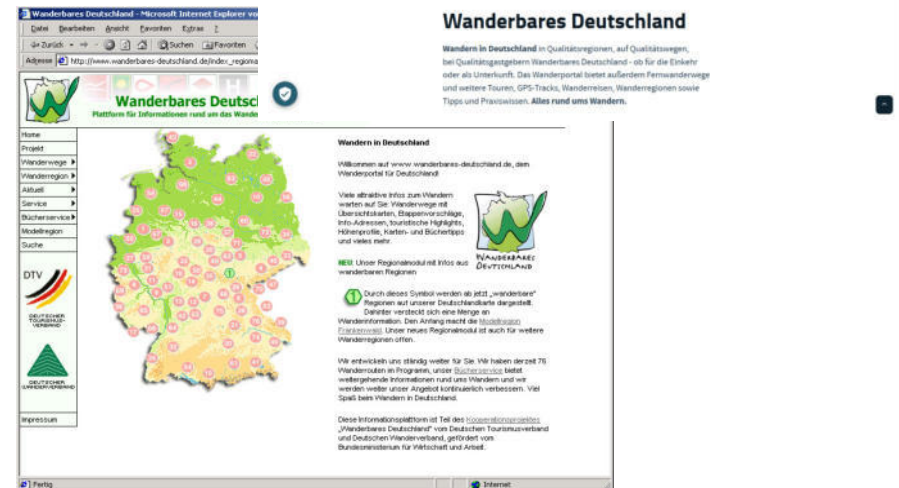 Wanderbares Deutschland - Microsoft Internet Explorer vo
Datei Bearbeiten Ansicht Favoriten Extras ?
Zurück Suchen Favoriten
Adresse http://www.wanderbares-deutschland.de/index_regiona
Wanderbares Deutsc
Plattform für Informationen rund um das Wande
Wanderbares Deutschland
Wandern in Deutschland in Qualitätsregionen, auf Qualitätswegen,
bei Qualitätsgastgebern Wanderbares Deutschland - ob für die Einkehr
oder als Unterkunft. Das Wanderportal bietet außerdem Fernwanderwege
und weitere Touren, GPS-Tracks, Wanderreisen, Wanderregionen sowie
Tipps und Praxiswissen. Alles rund ums Wandern.
Home
Projekt
Wanderwege
Wanderregion
Aktuell
Service
Bücherservice
Modellregion
Suche
DTV
DEUTSCHER
TOURISMUS-
VERBAND
DEUTSCHER
WANDERVERBAND
Impressum
Wandern in Deutschland
Willkommen auf www.wanderbares-deutschland.de, dem
Wanderportal für Deutschland!
Viele attraktive Infos zum Wandern
warten auf Sie: Wanderwege mit
Übersichtskarten, Etappenvorschläge,
Info-Adressen, touristische Highlights,
Höhenprofile, Karten- und Büchertipps
und vieles mehr.
WANDERBARES
DEUTSCHLAND
NEU: Unser Regionalmodul mit Infos aus
wanderbaren Regionen
1 Durch dieses Symbol werden ab jetzt „wanderbare"
Regionen auf unserer Deutschlandkarte dargestellt.
Dahinter versteckt sich eine Menge an
Wanderinformation. Den Anfang macht die Modellregion
Frankenwald. Unser neues Regionalmodul ist auch für weitere
Wanderregionen offen.
Wir entwickeln uns ständig weiter für Sie. Wir haben derzeit 76
Wanderrouten im Programm, unser Bücherservice bietet
weitergehende Informationen rund ums Wandern und wir
werden weiter unser Angebot kontinuierlich verbessern. Viel
Spaß beim Wandern in Deutschland.
Diese Informationsplattform ist Teil des Kooperationsprojektes
„Wanderbares Deutschland" vom Deutschen Tourismusverband
und Deutschen Wanderverband, gefördert vom
Bundesministerium für Wirtschaft und Arbeit.
Fertig
Internet